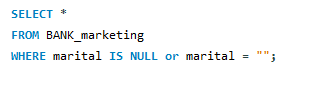 SELECT *
FROM BANK_marketing
WHERE marital IS NULL or marital = "";